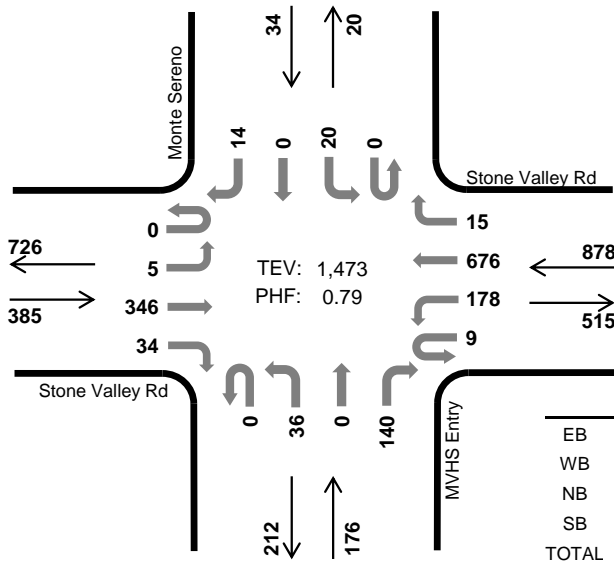 34
20
Monte Sereno
14
0
20
0
Stone Valley Rd
0
15
726
5
TEV: 1,473
676
878
385
346
PHF: 0.79
178
515
34
9
Stone Valley Rd
0
36
0
140
MVHS Entry
EB
WB
NB
SB
TOTAL
212
176